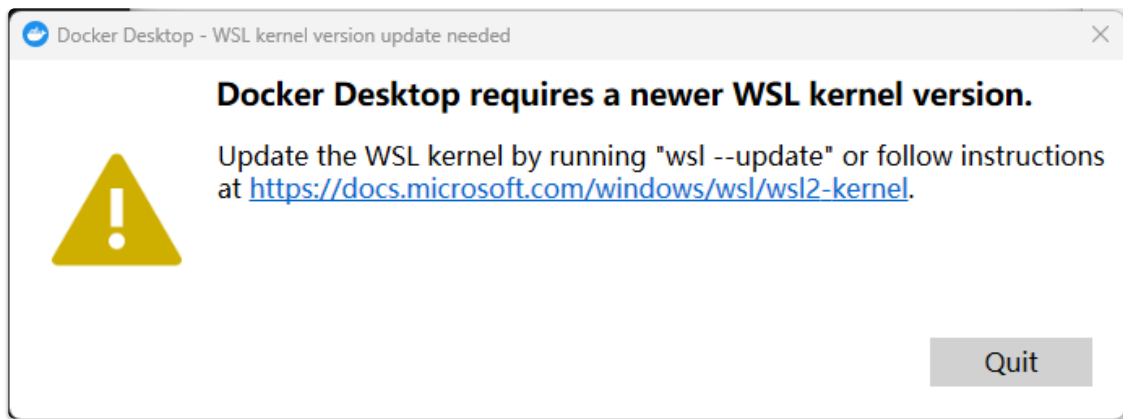 Docker Desktop - WSL kernel version update needed
Docker Desktop requires a newer WSL kernel version.
Update the WSL kernel by running "wsl --update" or follow instructions
at https://docs.microsoft.com/windows/wsl/wsl2-kernel.
Quit